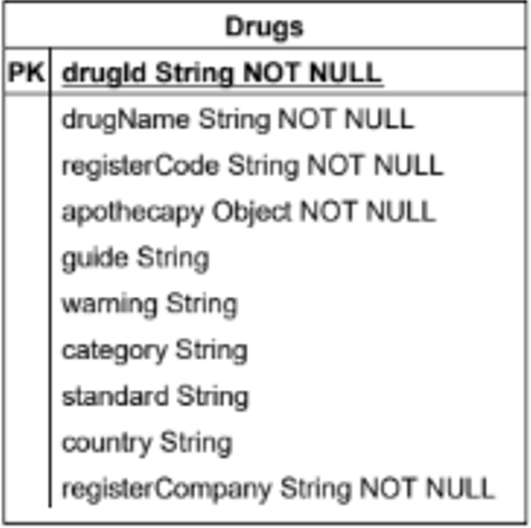 Drugs
PK drugId String NOT NULL
drugName String NOT NULL
registerCode String NOT NULL
apothecapy Object NOT NULL
guide String
warning String
category String
standard String
country String
registerCompany String NOT NULL